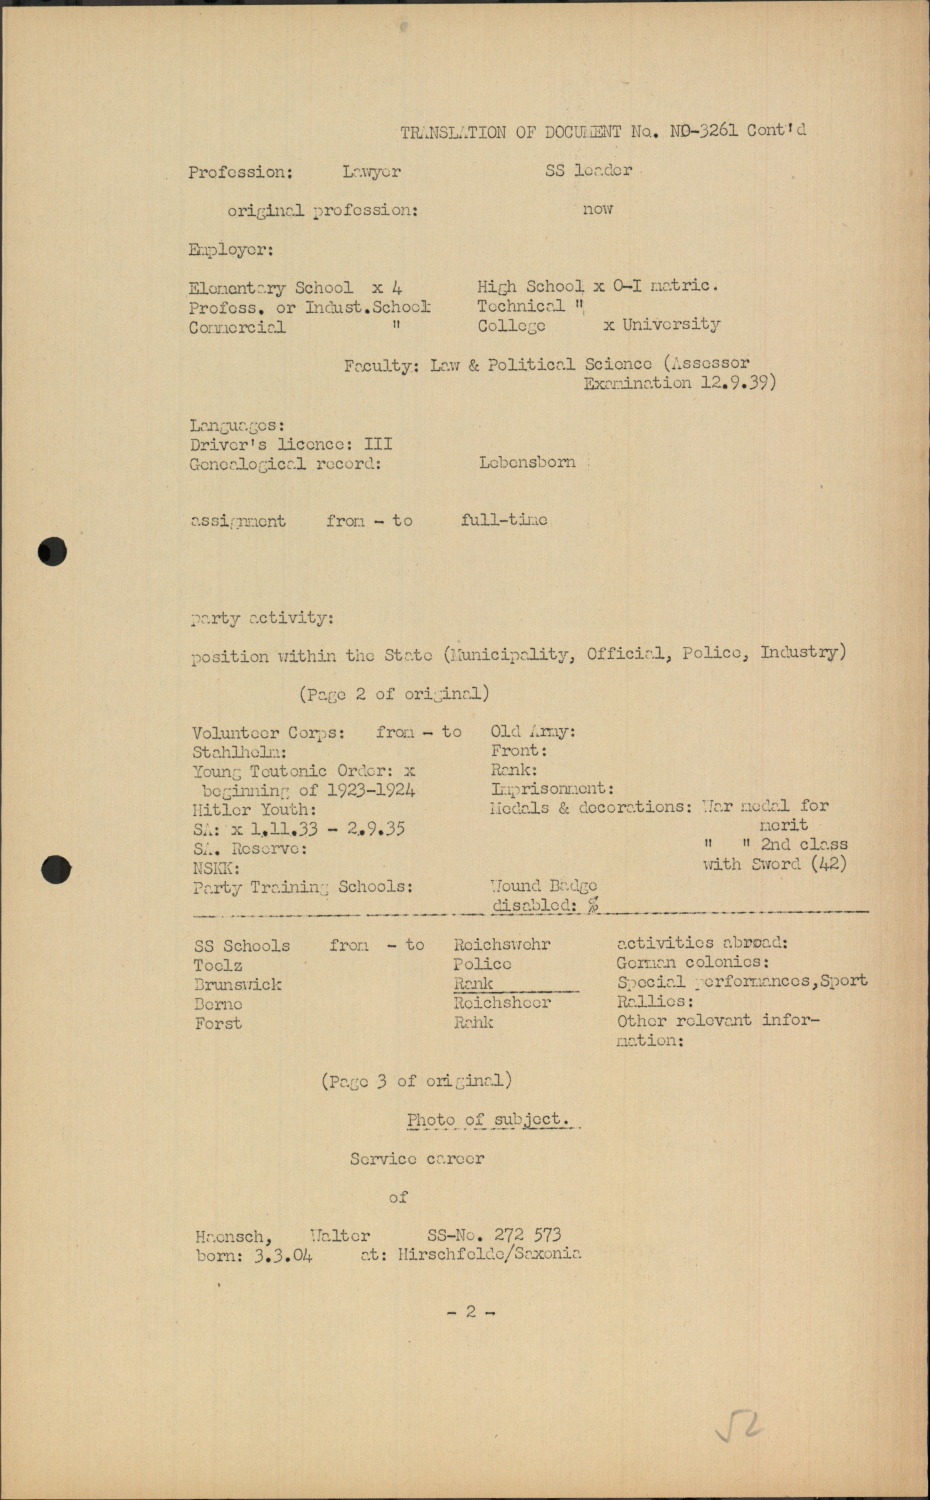 TRANSLATION OF DOCUMENT No. NO-3261 Cont'd
Profession: Lawyer SS leader
original profession: now
Employer:
Elementary School x 4 High School x O-I matric.
Profess. or Indust.School Technical "
Commercial " College x University
Faculty: Law & Political Science (Assessor
Examination 12.9.39)
Languages:
Driver's licence: III
Genealogical record: Lebensborn
assignment from - to full-time
party activity:
position within the State (Municipality, Official, Police, Industry)
(Page 2 of original)
Volunteer Corps: from - to Old Army:
Stahlhelm: Front:
Young Teutonic Order: x Rank:
beginning of 1923-1924 Imprisonment:
Hitler Youth: Medals & decorations: War medal for
SA: x 1.11.33 - 2.9.35 merit
SA. Reserve: " " 2nd class
NSKK: with Sword (42)
Party Training Schools: Wound Badge
disabled: %
SS Schools from - to Reichswehr activities abroad:
Toelz Police German colonies:
Brunswick Rank Special performances,Sport
Berne Reichsheer Rallies:
Forst Rank Other relevant infor-
mation:
(Page 3 of original)
Photo of subject.
Service career
of
Haensch, Walter SS-No. 272 573
born: 3.3.04 at: Hirschfelde/Saxonia
- 2 -
52